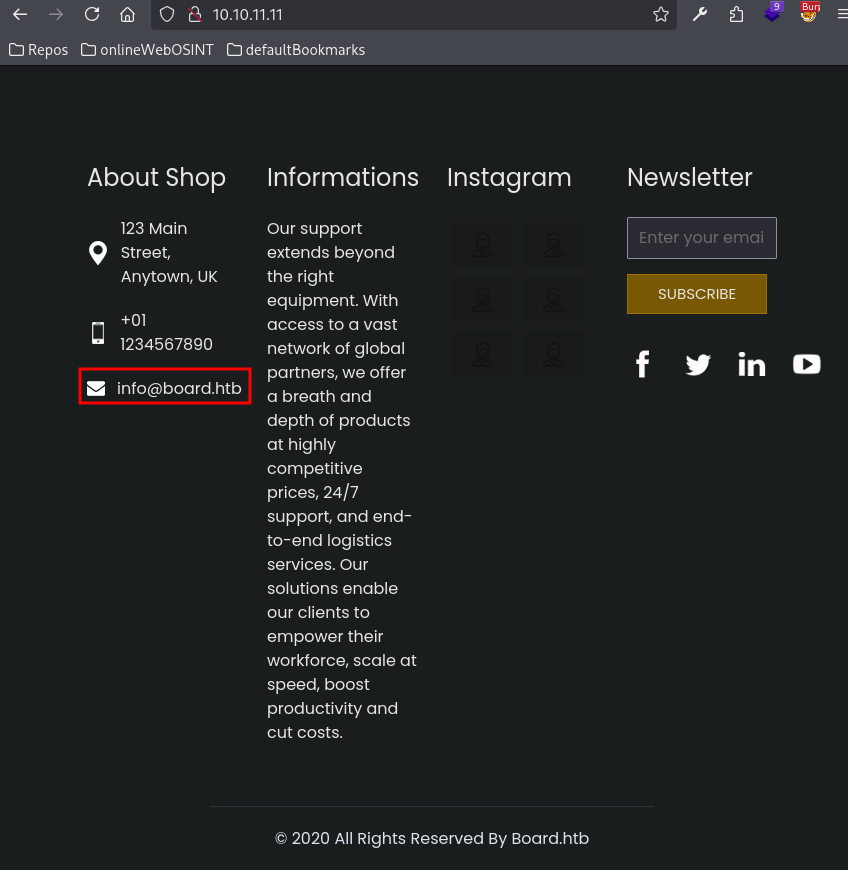 10.10.11.11
9
Burp
Repos
onlineWebOSINT
defaultBookmarks
About Shop
123 Main
Street,
Anytown, UK
+01
1234567890
info@board.htb
Informations
Our support
extends beyond
the right
equipment. With
access to a vast
network of global
partners, we offer
a breath and
depth of products
at highly
competitive
prices, 24/7
support, and end-
to-end logistics
services. Our
solutions enable
our clients to
empower their
workforce, scale at
speed, boost
productivity and
cut costs.
Instagram
Newsletter
Enter your emai
SUBSCRIBE
© 2020 All Rights Reserved By Board.htb